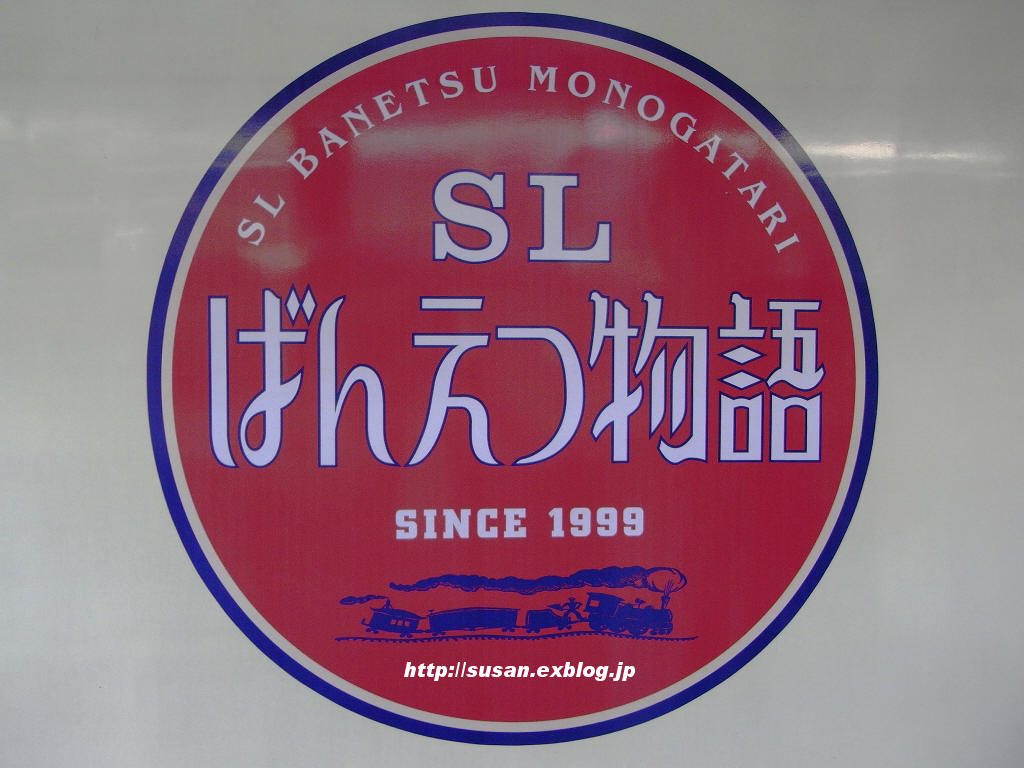 SL BANETSU MONOGATARI
SL
ばんえつ物語
SINCE 1999
http://susan.exblog.jp